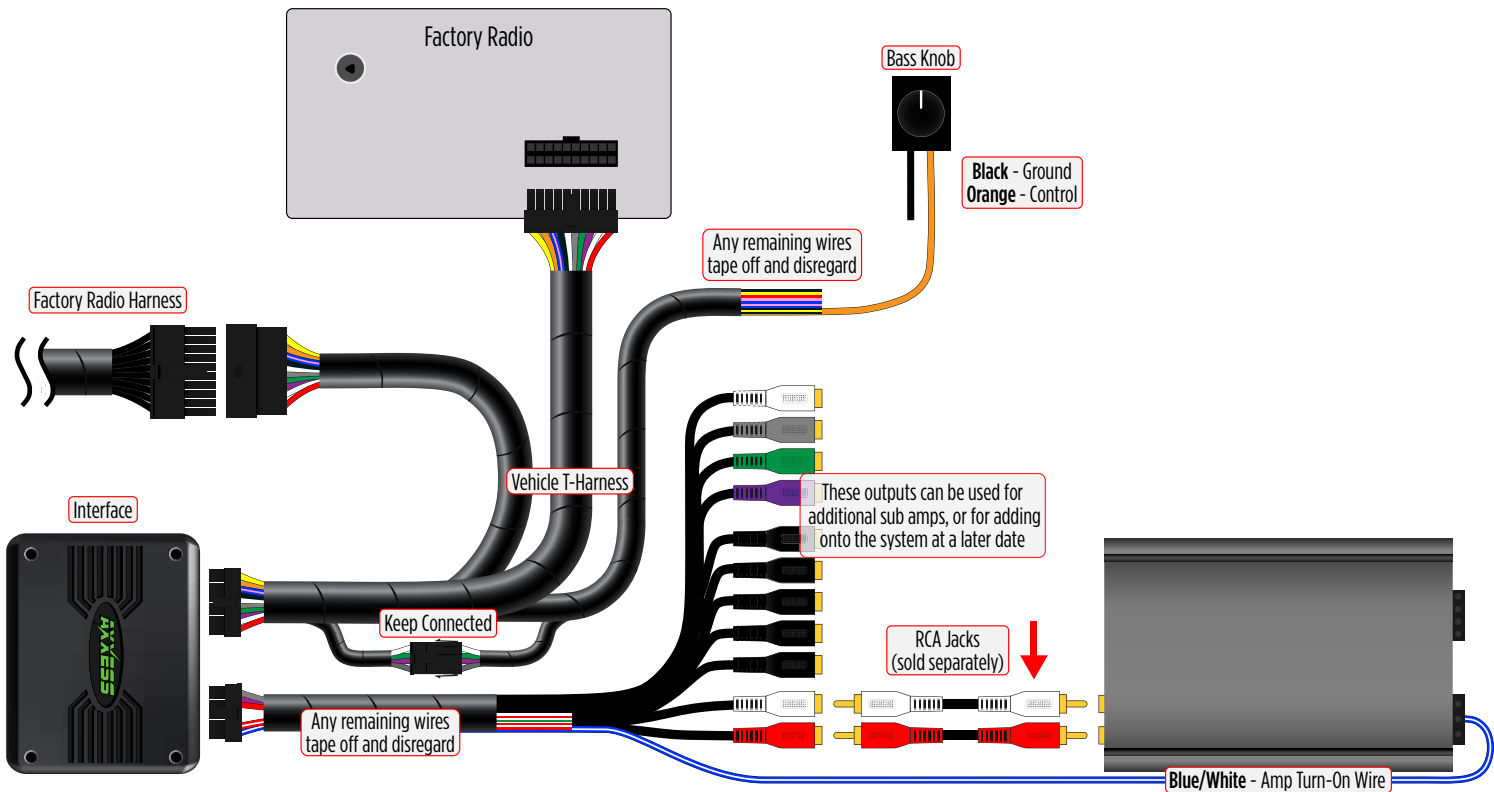 Factory Radio
Bass Knob
Black - Ground
Orange - Control
Any remaining wires
tape off and disregard
Factory Radio Harness
Vehicle T-Harness
Interface
These outputs can be used for
additional sub amps, or for adding
onto the system at a later date
Keep Connected
AXXESS
RCA Jacks
(sold separately)
Any remaining wires
tape off and disregard
Blue/White - Amp Turn-On Wire